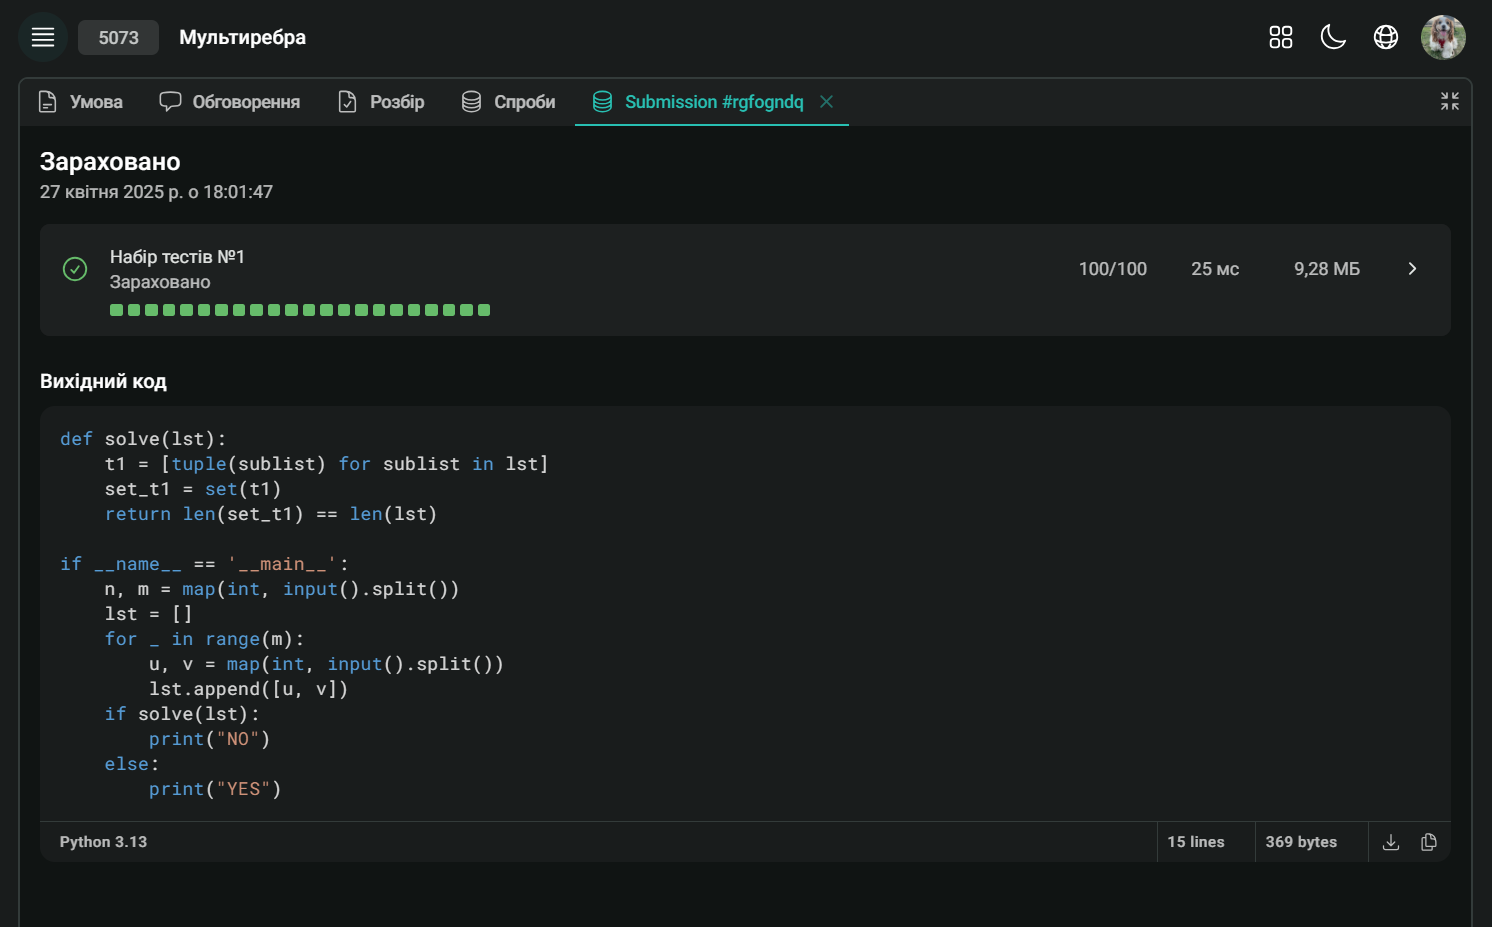 5073 Мультиребра
Умова Обговорення Розбір Спроби Submission #rgfogndq
Зараховано
27 квітня 2025 р. о 18:01:47
Набір тестів №1
Зараховано
100/100 25 мс 9,28 МБ
Вихідний код
def solve(lst):
    t1 = [tuple(sublist) for sublist in lst]
    set_t1 = set(t1)
    return len(set_t1) == len(lst)

if __name__ == '__main__':
    n, m = map(int, input().split())
    lst = []
    for _ in range(m):
        u, v = map(int, input().split())
        lst.append([u, v])
    if solve(lst):
        print("NO")
    else:
        print("YES")
Python 3.13 15 lines 369 bytes